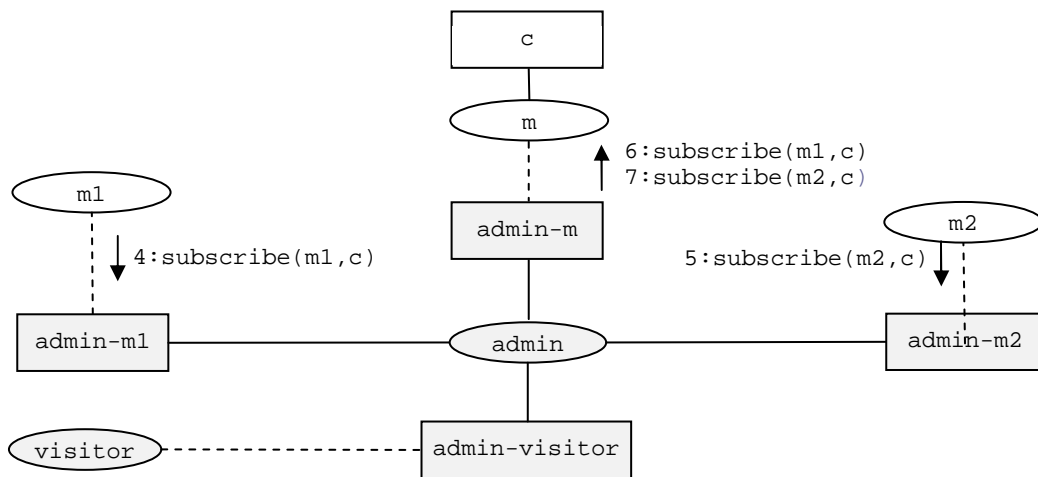 c
m
6:subscribe(m1,c)
7:subscribe(m2,c)
m1
admin-m
m2
4:subscribe(m1,c)
5:subscribe(m2,c)
admin-m1
admin
admin-m2
visitor
admin-visitor